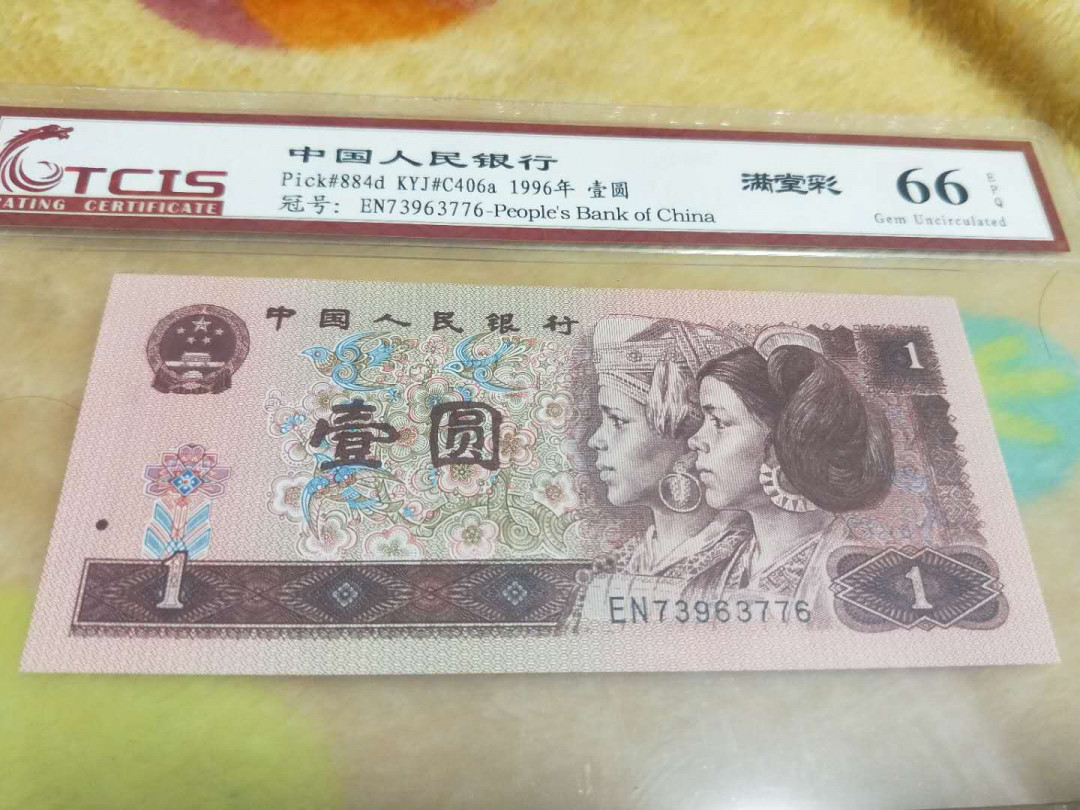 中国人民银行
TCIS
Pick#884d KYJ#C406a 1996年 壹圆
满堂彩
66
EPQ
RATING CERTIFICATE
冠号: EN73963776-People's Bank of China
Gem Uncirculated
中国人民银行
1
壹圆
1
1
EN73963776